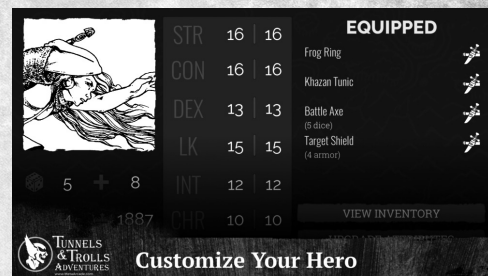 EQUIPPED
STR 16 16
CON 16 16
DEX 13 13
LK 15 15
INT 12 12
CHR 10 10
5 + 8
1887
Frog Ring
Khazan Tunic
Battle Axe
(5 dice)
Target Shield
(4 armor)
VIEW INVENTORY
TUNNELS
& TROLLS
ADVENTURES
Customize Your Hero